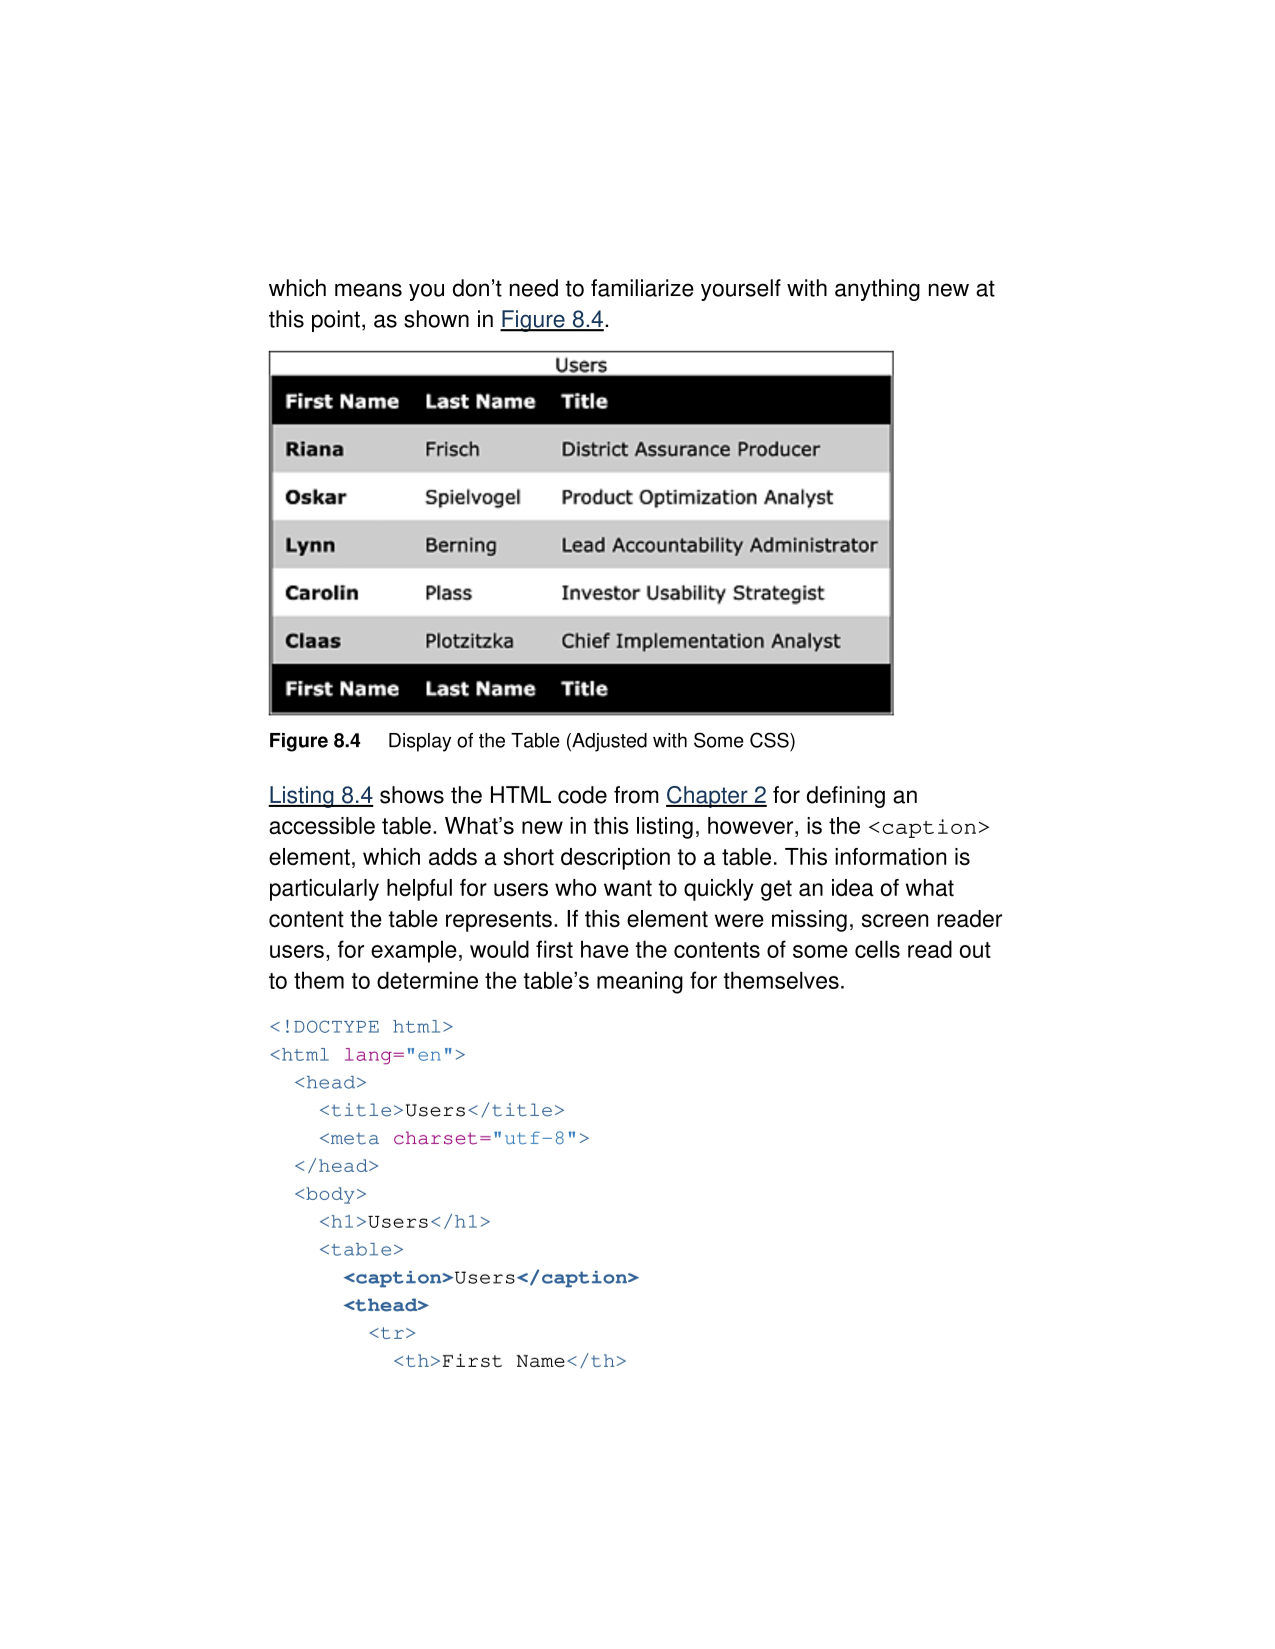 which means you don’t need to familiarize yourself with anything new at
this point, as shown in Figure 8.4.
Users
First Name Last Name Title
Riana Frisch District Assurance Producer
Oskar Spielvogel Product Optimization Analyst
Lynn Berning Lead Accountability Administrator
Carolin Plass Investor Usability Strategist
Claas Plotzitzka Chief Implementation Analyst
First Name Last Name Title
Figure 8.4 Display of the Table (Adjusted with Some CSS)
Listing 8.4 shows the HTML code from Chapter 2 for defining an
accessible table. What’s new in this listing, however, is the <caption>
element, which adds a short description to a table. This information is
particularly helpful for users who want to quickly get an idea of what
content the table represents. If this element were missing, screen reader
users, for example, would first have the contents of some cells read out
to them to determine the table’s meaning for themselves.
<!DOCTYPE html>
<html lang="en">
  <head>
    <title>Users</title>
    <meta charset="utf-8">
  </head>
  <body>
    <h1>Users</h1>
    <table>
      <caption>Users</caption>
      <thead>
        <tr>
          <th>First Name</th>